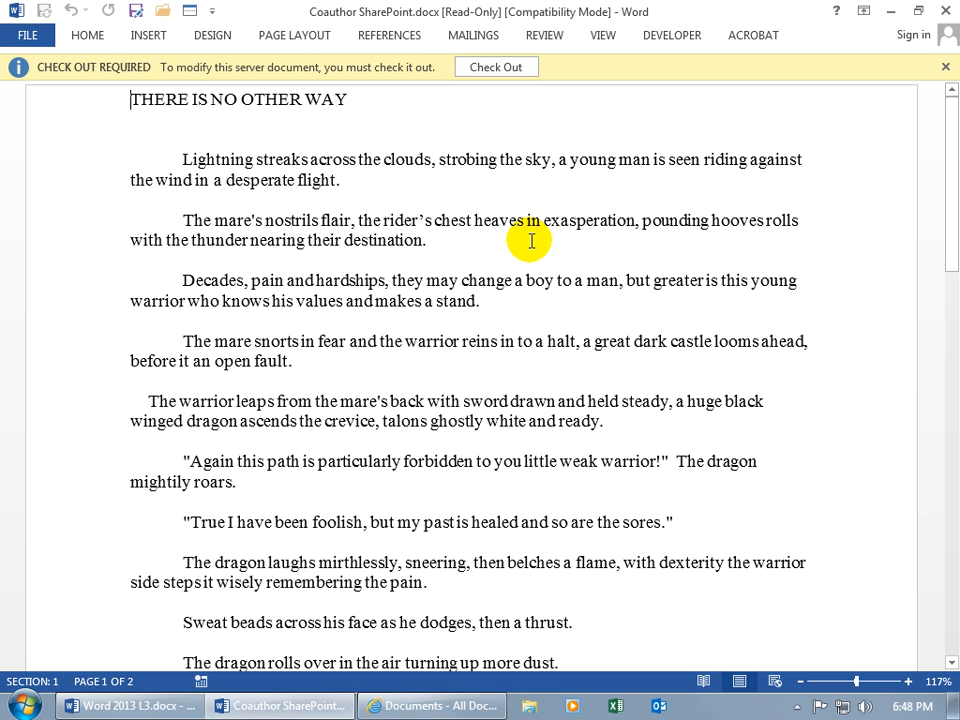 Coauthor SharePoint.docx [Read-Only] [Compatibility Mode] - Word
FILE HOME INSERT DESIGN PAGE LAYOUT REFERENCES MAILINGS REVIEW VIEW DEVELOPER ACROBAT Sign in
CHECK OUT REQUIRED To modify this server document, you must check it out. Check Out
THERE IS NO OTHER WAY
Lightning streaks across the clouds, strobing the sky, a young man is seen riding against
the wind in a desperate flight.
The mare's nostrils flair, the rider’s chest heaves in exasperation, pounding hooves rolls
with the thunder nearing their destination.
Decades, pain and hardships, they may change a boy to a man, but greater is this young
warrior who knows his values and makes a stand.
The mare snorts in fear and the warrior reins in to a halt, a great dark castle looms ahead,
before it an open fault.
The warrior leaps from the mare's back with sword drawn and held steady, a huge black
winged dragon ascends the crevice, talons ghostly white and ready.
"Again this path is particularly forbidden to you little weak warrior!" The dragon
mightily roars.
"True I have been foolish, but my past is healed and so are the sores."
The dragon laughs mirthlessly, sneering, then belches a flame, with dexterity the warrior
side steps it wisely remembering the pain.
Sweat beads across his face as he dodges, then a thrust.
The dragon rolls over in the air turning up more dust.
SECTION: 1 PAGE 1 OF 2 117%
Word 2013 L3.docx - ... Coauthor SharePoint... Documents - All Doc... 6:48 PM